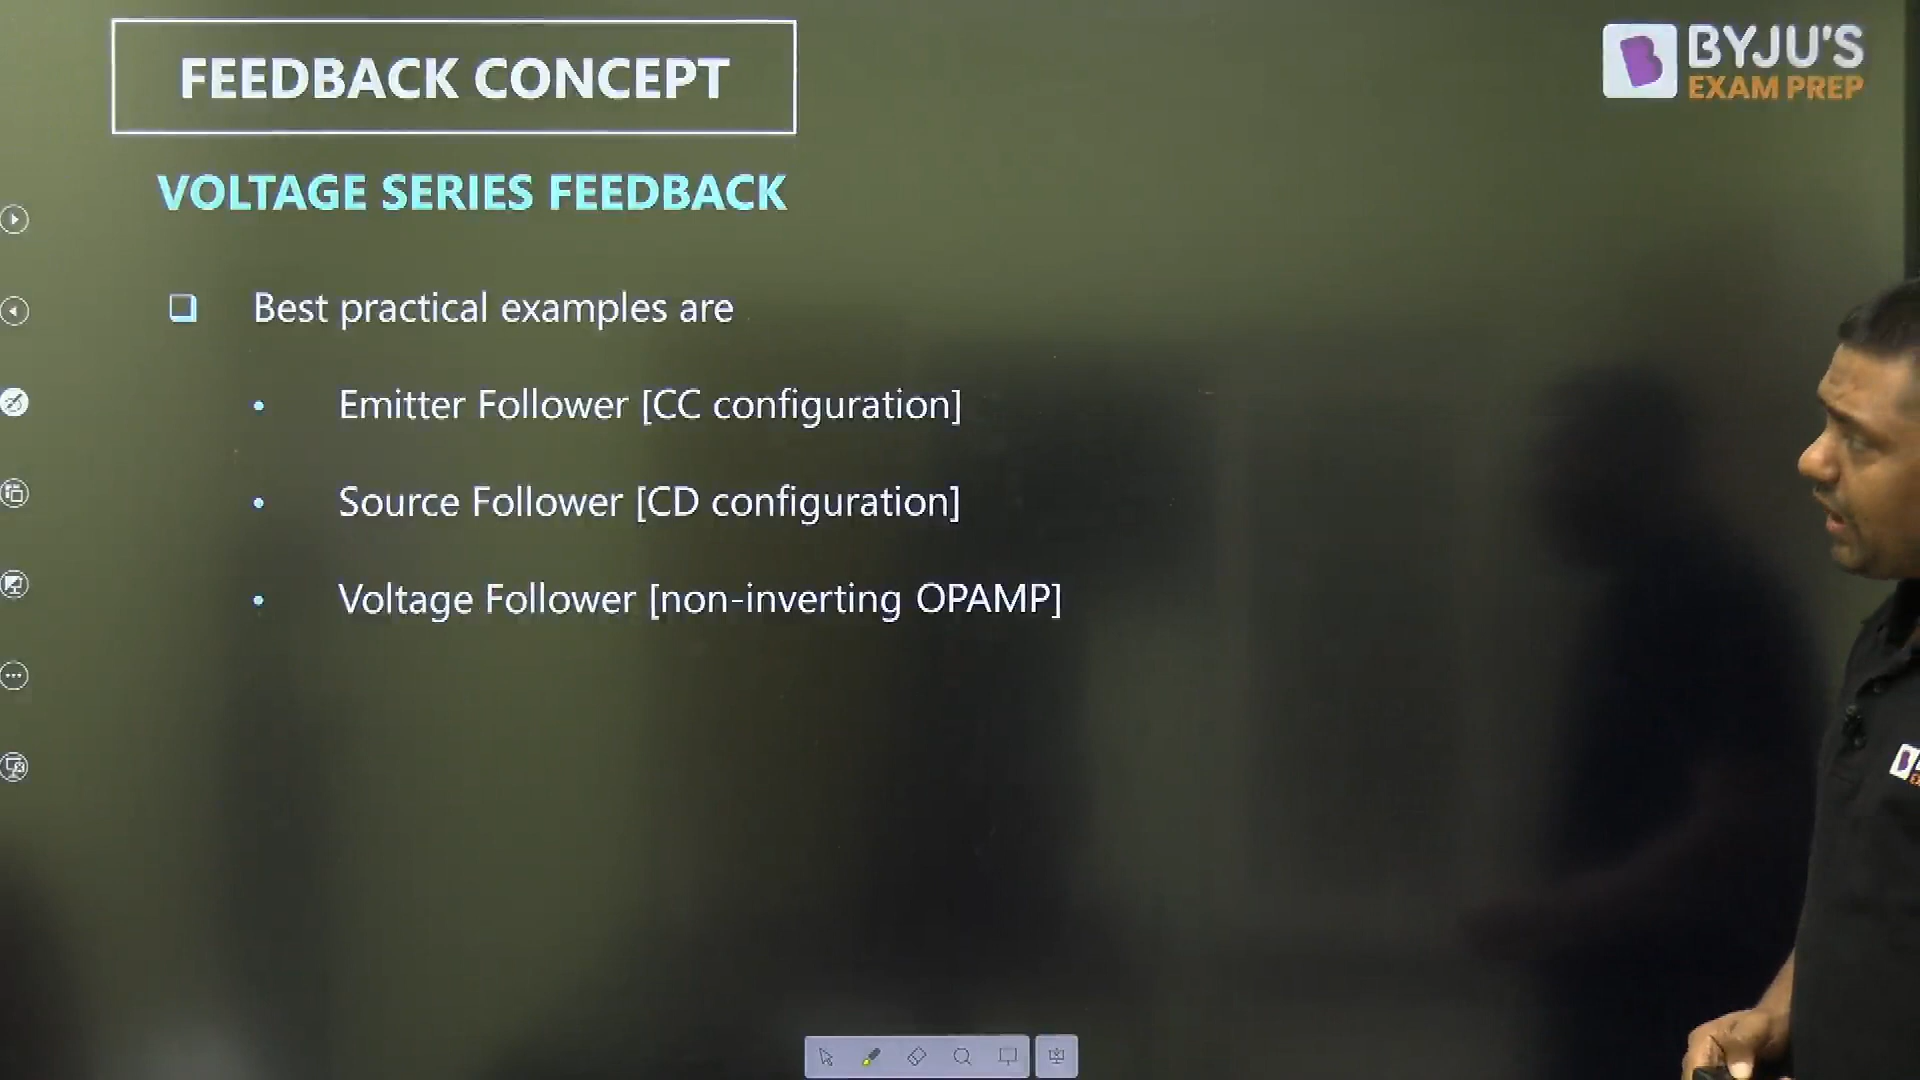 FEEDBACK CONCEPT
BYJU'S
EXAM PREP
VOLTAGE SERIES FEEDBACK
Best practical examples are
Emitter Follower [CC configuration]
Source Follower [CD configuration]
Voltage Follower [non-inverting OPAMP]